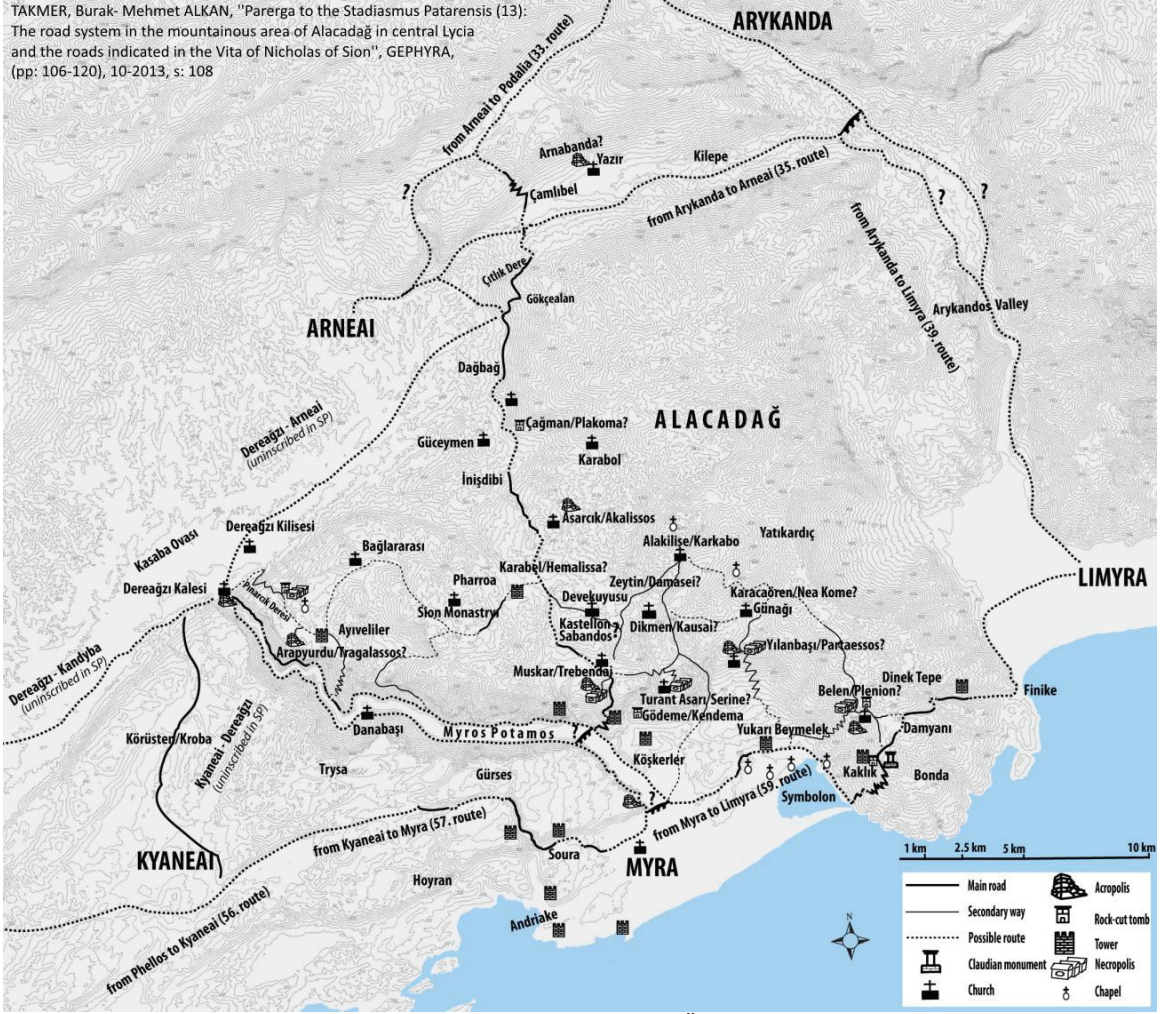 TAKMER, Burak- Mehmet ALKAN, "Parerga to the Stadiasmus Patarensis (13):
The road system in the mountainous area of Alacadağ in central Lycia
and the roads indicated in the Vita of Nicholas of Sion", GEPHYRA,
(pp: 106-120), 10-2013, s: 108
ARYKANDA
from Arneai to Podalia (33. route)
Arnabanda?
Yazır
Kilepe
?
Çamlıbel
from Arykanda to Arneai (35. route)
?
?
from Arykanda to Limyra (39. route)
Çıtlık Dere
Gökçealan
Arykandos Valley
ARNEAI
Dağbağ
Dereağzı - Arneai
(uninscribed in SP)
Çağman/Plakoma?
ALACADAĞ
Güceymen
Karabol
İnişdibi
Asarcık/Akalissos
Dereağzı Kilisesi
Kasaba Ovası
Bağlararası
Alakilise/Karkabo
Yatıkardıç
Karabel/Hemalissa?
Pharroa
Zeytin/Damasei?
LIMYRA
Dereağzı Kalesi
Pınarcık Deresi
Sion Monastryı
Devekuyusu
Karacaören/Nea Kome?
Günağı
Kastellon
Sabandos
?
Dikmen/Kausai?
Ayıveliler
Arapyurdu/Tragalassos?
Yılanbaşı/Partaessos?
Dereağzı - Kandyba
(uninscribed in SP)
Muskar/Trebendai
Dinek Tepe
Turant Asarı/Serine?
Belen/Plenion?
Finike
Gödeme/Kendema
Körüster/Kroba
Kyaneai - Dereağzı
(uninscribed in SP)
Danabaşı
Myros Potamos
?
Yukarı Beymelek
Damyanı
Trysa
Gürses
Köşkerler
Kaklık
Bonda
?
from Myra to Limyra (59. route)
Symbolon
from Kyaneai to Myra (57. route)
KYANEAI
Soura
MYRA
Hoyran
Andriake
from Phellos to Kyaneai (56. route)
1 km
2.5 km
5 km
10 km
N
Main road
Acropolis
Secondary way
Rock-cut tomb
Possible route
Tower
Claudian monument
Necropolis
Church
Chapel